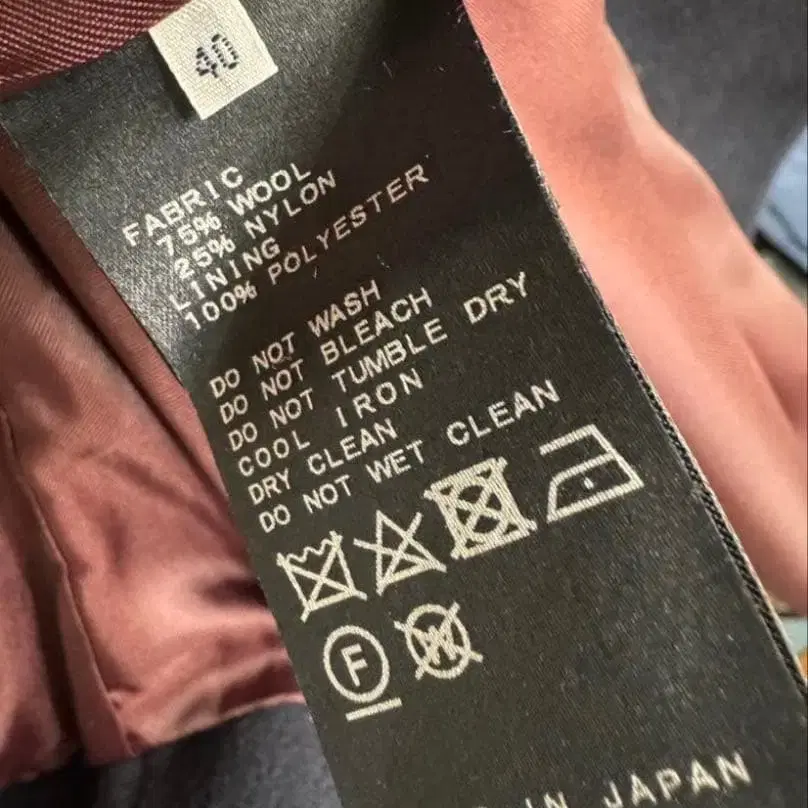 40
FABRIC
75% WOOL
25% NYLON
LINING
100% POLYESTER
DO NOT WASH
DO NOT BLEACH
DO NOT TUMBLE DRY
COOL IRON
DRY CLEAN
DO NOT WET CLEAN
F
W
IN JAPAN